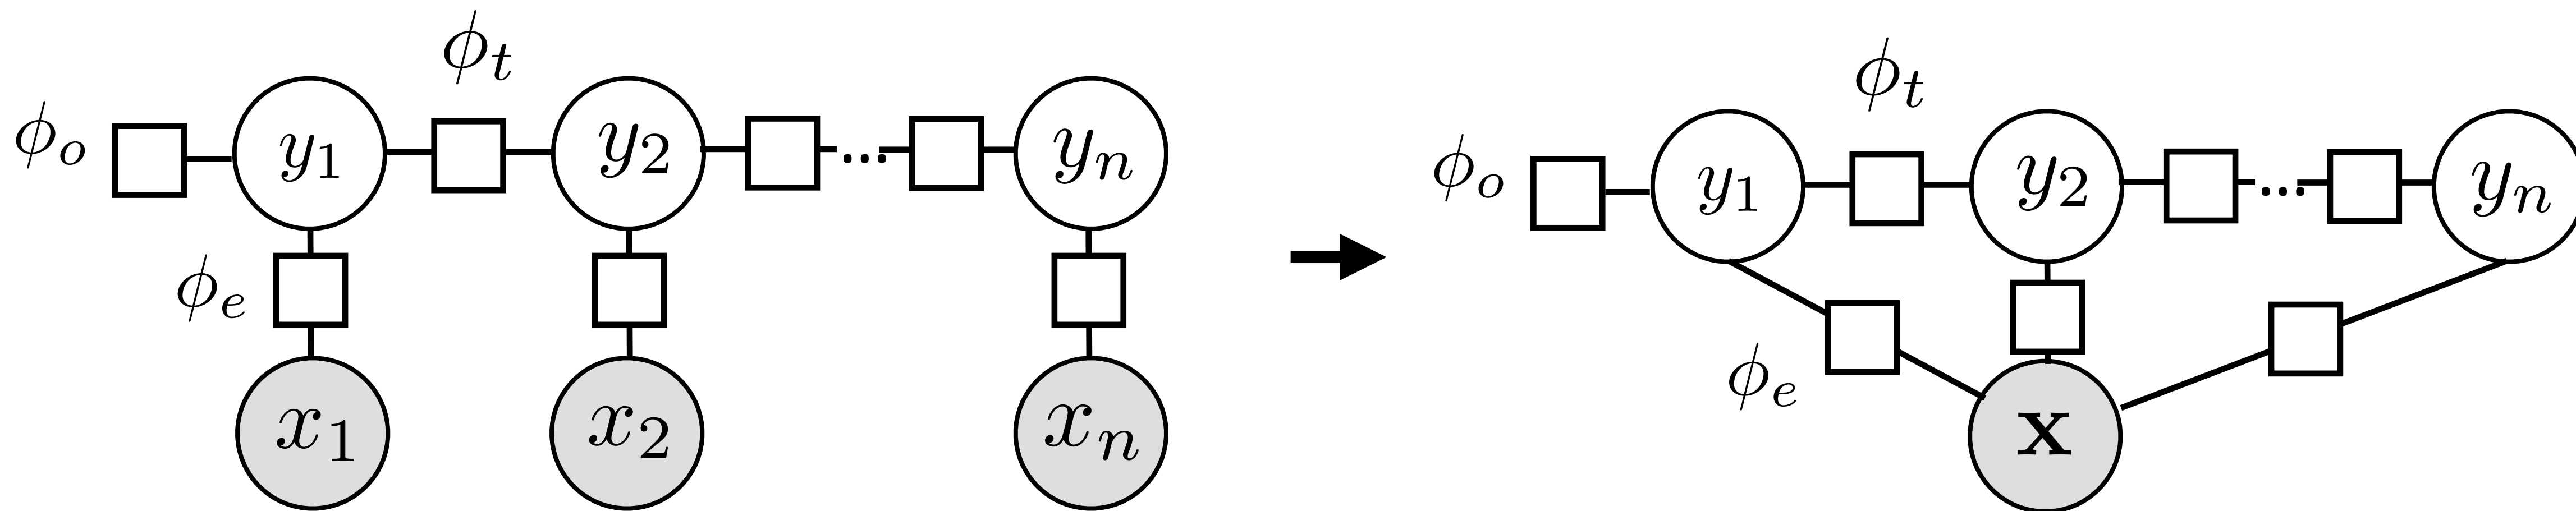 ϕₜ ϕₜ
ϕₒ y₁ y₂ ... yₙ ϕₒ y₁ y₂ ... yₙ
ϕₑ ϕₑ
x₁ x₂ xₙ x